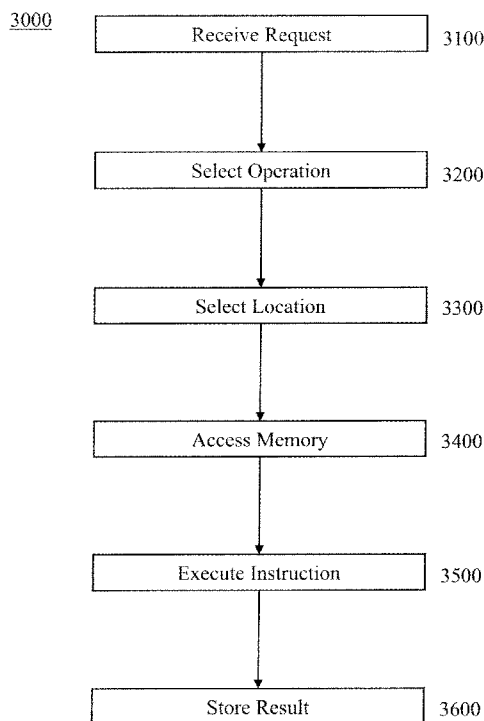 3000
Receive Request
3100
Select Operation
3200
Select Location
3300
Access Memory
3400
Execute Instruction
3500
Store Result
3600